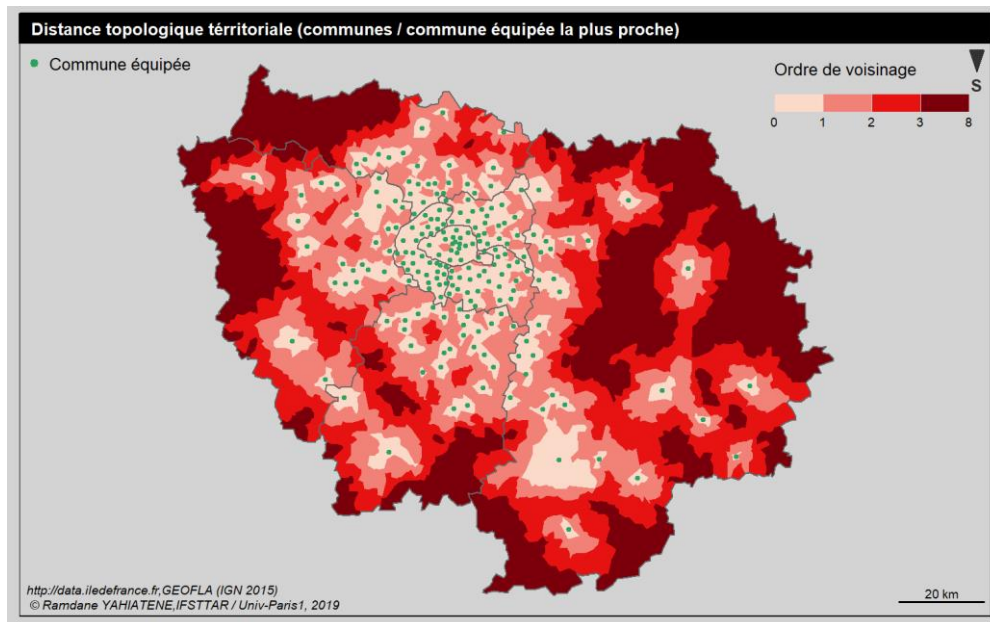 Distance topologique térritoriale (communes / commune équipée la plus proche)
Commune équipée
Ordre de voisinage
S
0 1 2 3 8
http://data.iledefrance.fr,GEOFLA (IGN 2015)
© Ramdane YAHIATENE,IFSTTAR / Univ-Paris1, 2019
20 km